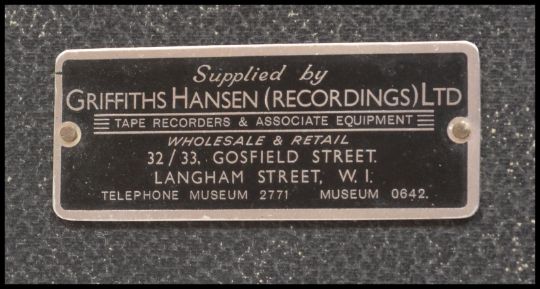 Supplied by
GRIFFITHS HANSEN (RECORDINGS) LTD
TAPE RECORDERS & ASSOCIATE EQUIPMENT
WHOLESALE & RETAIL
32/33, GOSFIELD STREET.
LANGHAM STREET, W.1.
TELEPHONE MUSEUM 2771 MUSEUM 0642.